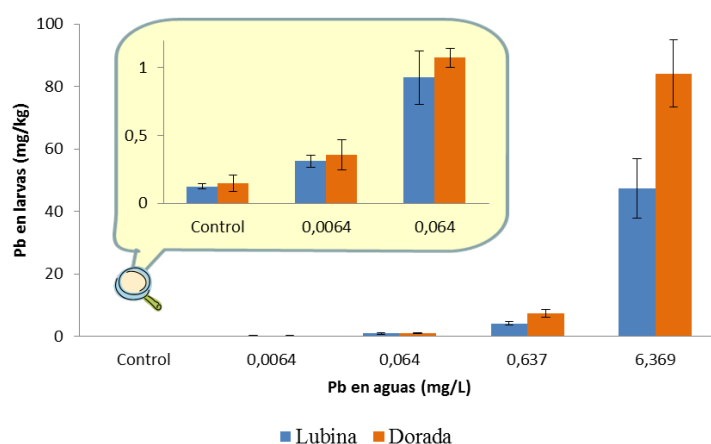 100
80
60
40
20
0
Pb en larvas (mg/kg)
1
0,5
0
Control 0,0064 0,064
Control 0,0064 0,064 0,637 6,369
Pb en aguas (mg/L)
Lubina Dorada